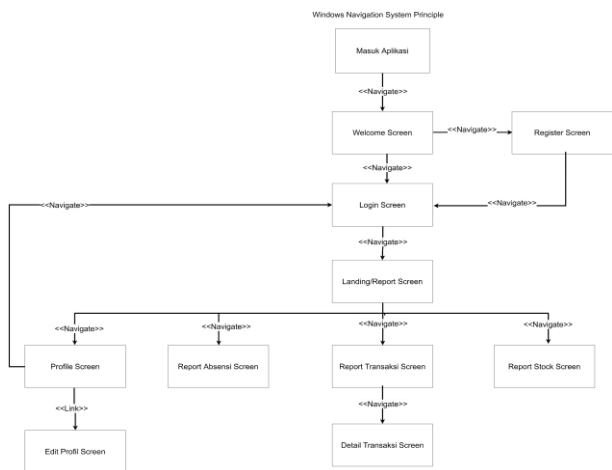 Windows Navigation System Principle
Masuk Aplikasi
<<Navigate>>
Welcome Screen
<<Navigate>>
Register Screen
<<Navigate>>
<<Navigate>>
<<Navigate>>
Login Screen
<<Navigate>>
Landing/Report Screen
<<Navigate>>
<<Navigate>>
<<Navigate>>
<<Navigate>>
Profile Screen
Report Absensi Screen
Report Transaksi Screen
Report Stock Screen
<<Link>>
<<Navigate>>
Edit Profil Screen
Detail Transaksi Screen